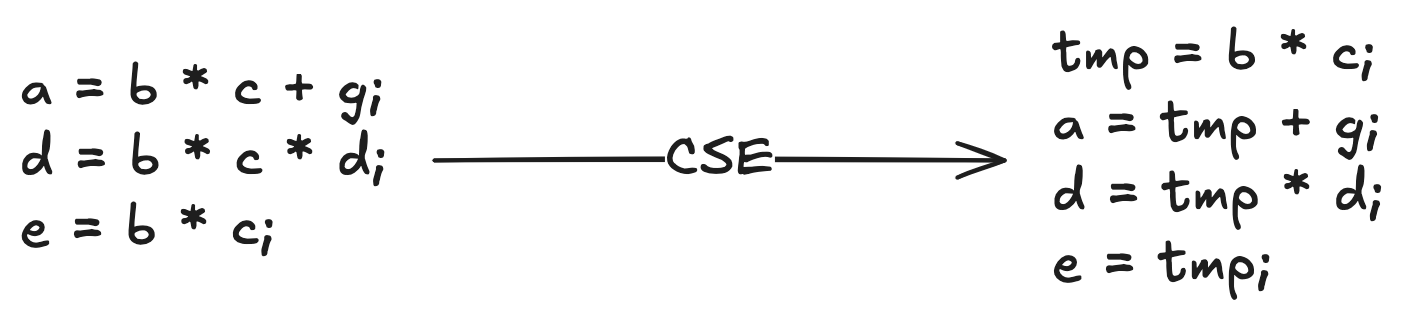 a = b * c + g;
d = b * c * d;
e = b * c;
CSE
tmp = b * c;
a = tmp + g;
d = tmp * d;
e = tmp;